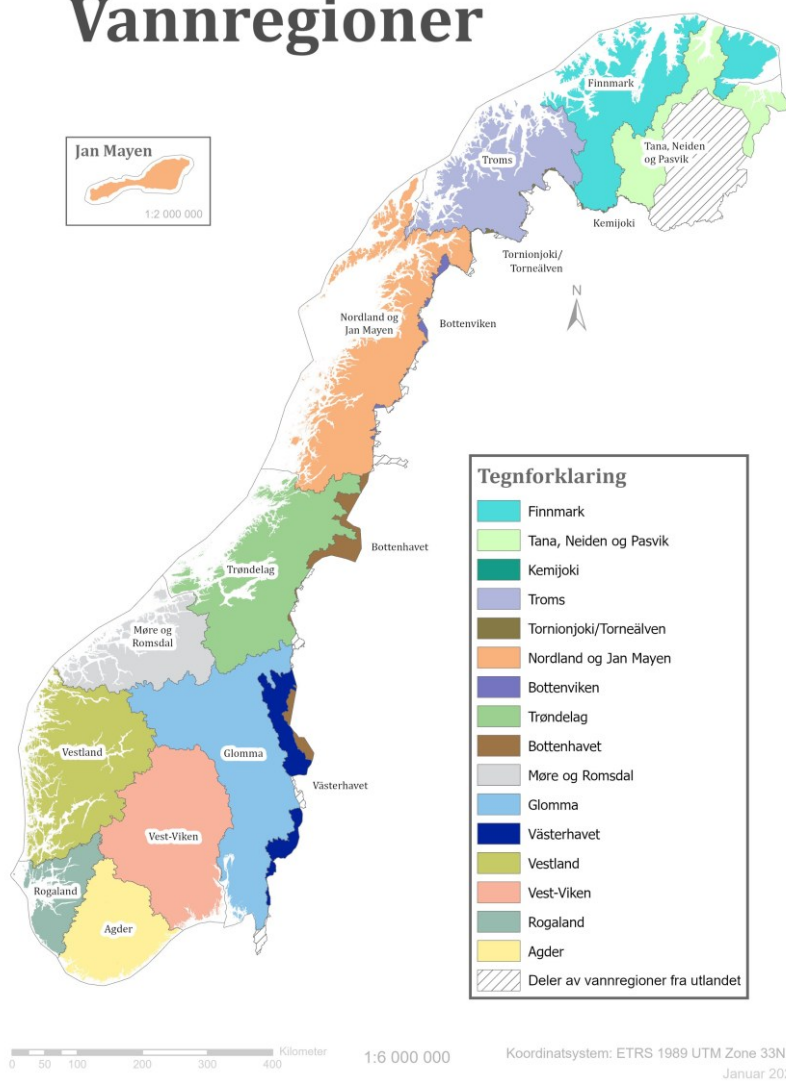 Vannregioner
Jan Mayen
1:2 000 000
Finnmark
Tana, Neiden
og Pasvik
Troms
Kemijoki
Tornionjoki/
Torneälven
N
Nordland og
Jan Mayen
Bottenviken
Bottenhavet
Trøndelag
Møre og
Romsdal
Vestland
Glomma
Västerhavet
Vest-Viken
Rogaland
Agder
Tegnforklaring
Finnmark
Tana, Neiden og Pasvik
Kemijoki
Troms
Tornionjoki/Torneälven
Nordland og Jan Mayen
Bottenviken
Trøndelag
Bottenhavet
Møre og Romsdal
Glomma
Västerhavet
Vestland
Vest-Viken
Rogaland
Agder
Deler av vannregioner fra utlandet
Kilometer
0 50 100 200 300 400
1:6 000 000
Koordinatsystem: ETRS 1989 UTM Zone 33N
Januar